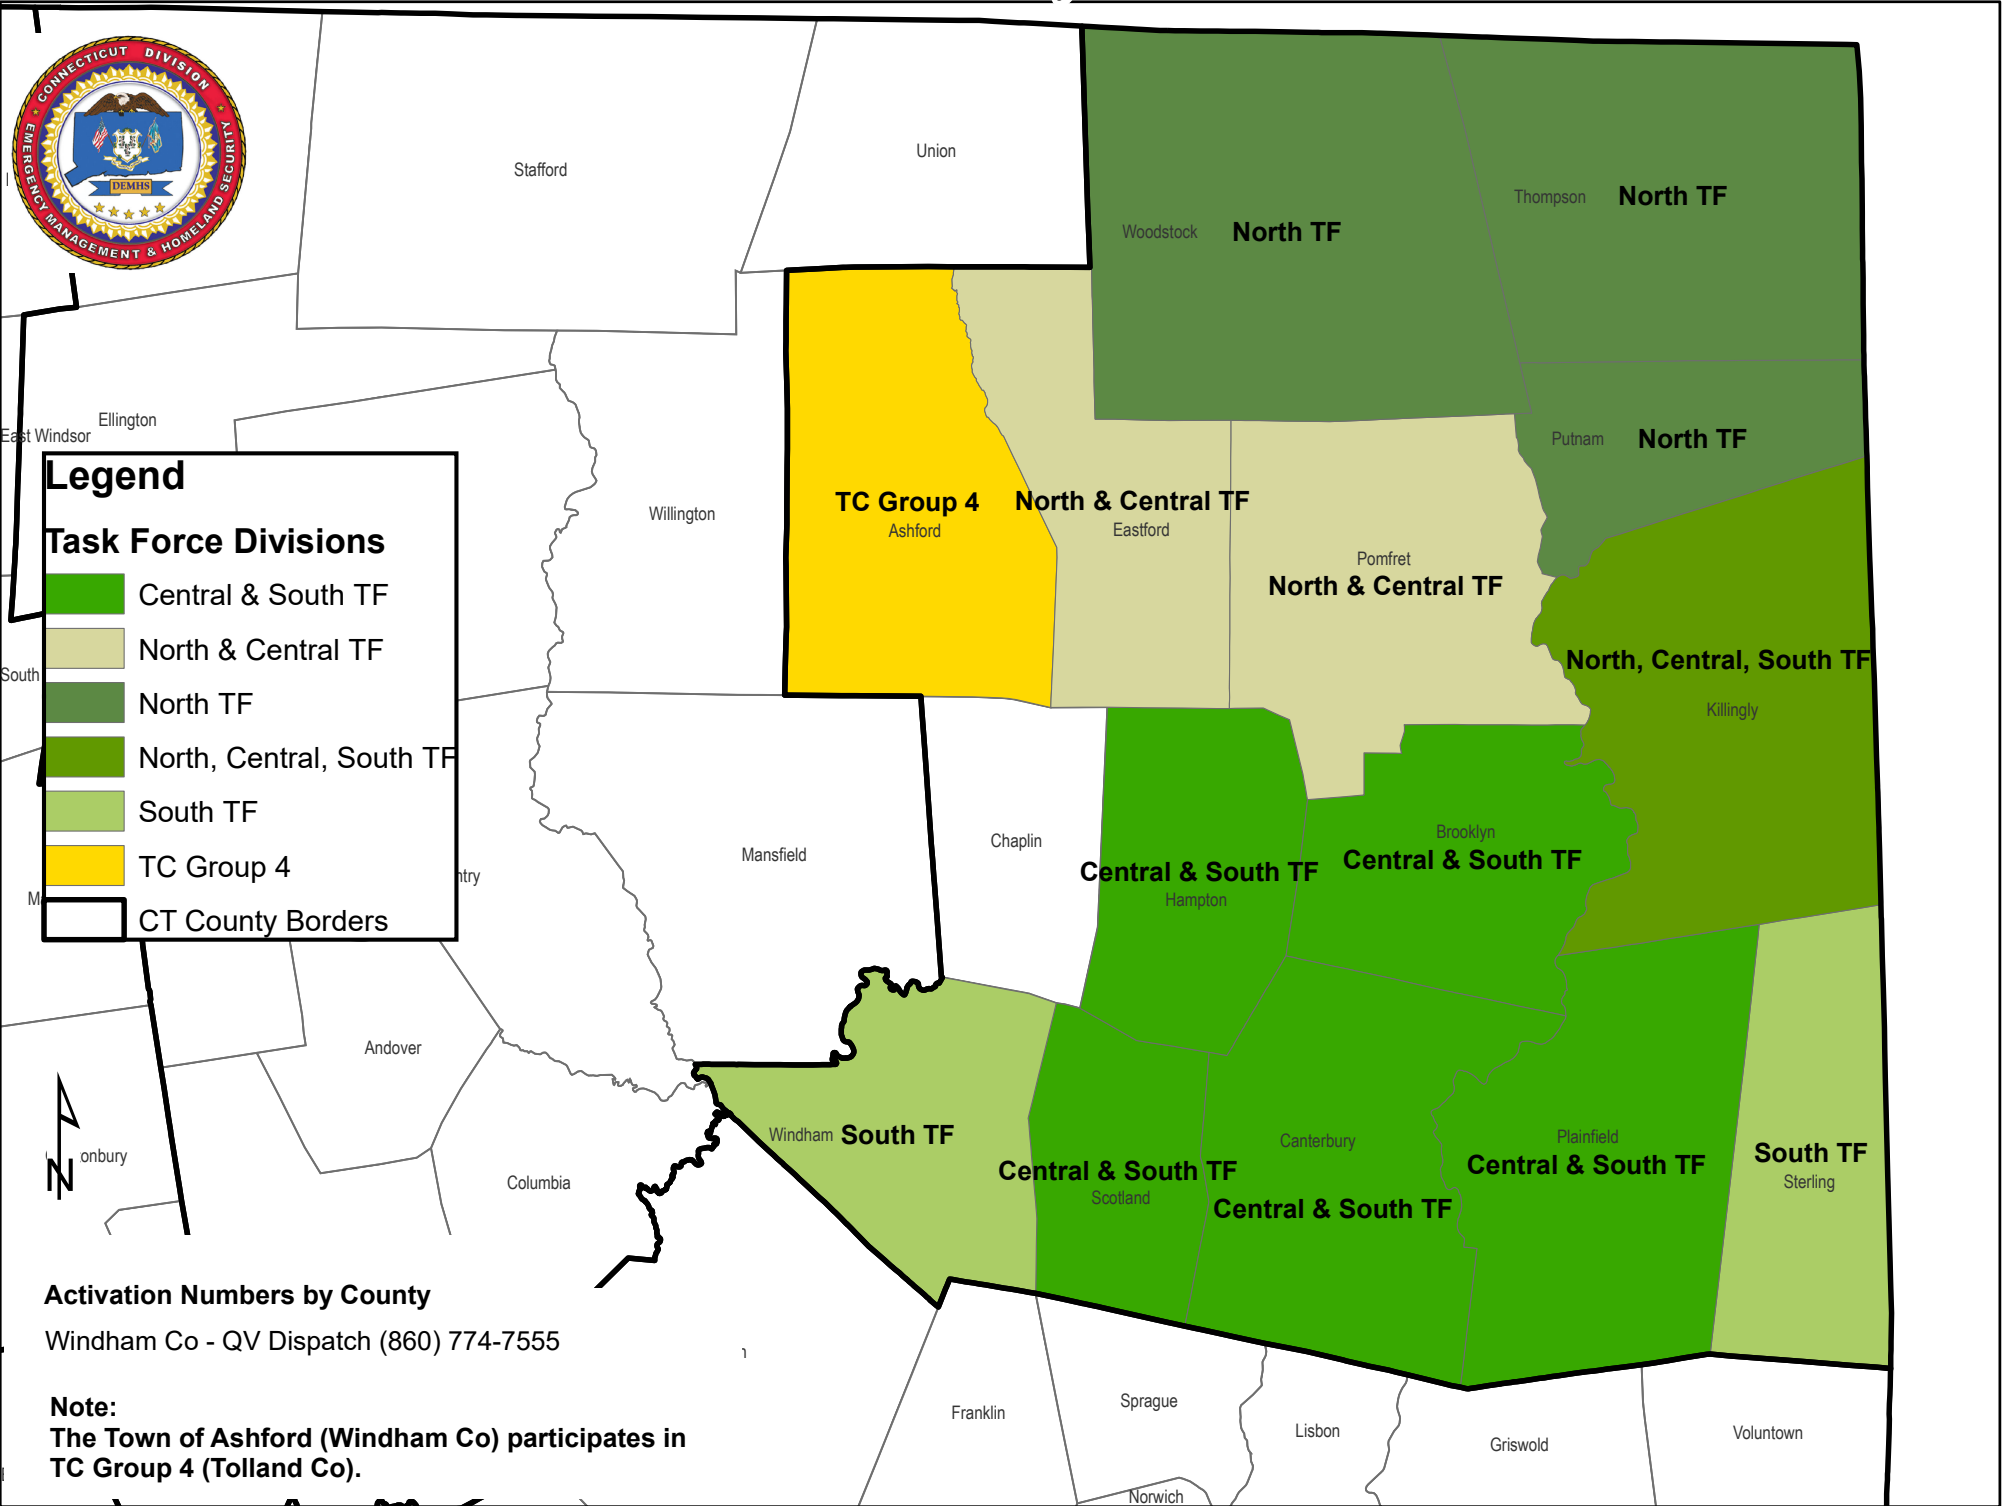 CONNECTICUT DIVISION
EMERGENCY MANAGEMENT & HOMELAND SECURITY
DEMHS
Stafford
Union
Woodstock North TF
Thompson North TF
Ellington
East Windsor
Putnam North TF
Legend
Task Force Divisions
Central & South TF
North & Central TF
North TF
North, Central, South TF
South TF
TC Group 4
CT County Borders
Willington
TC Group 4
Ashford
North & Central TF
Eastford
Pomfret
North & Central TF
North, Central, South TF
Killingly
South
Mansfield
Chaplin
Central & South TF
Hampton
Brooklyn
Central & South TF
ntry
Andover
onbury
Columbia
Windham South TF
Central & South TF
Scotland
Canterbury
Central & South TF
Plainfield
Central & South TF
South TF
Sterling
N
Activation Numbers by County
Windham Co - QV Dispatch (860) 774-7555
Note:
The Town of Ashford (Windham Co) participates in
TC Group 4 (Tolland Co).
Franklin
Sprague
Lisbon
Griswold
Voluntown
Norwich